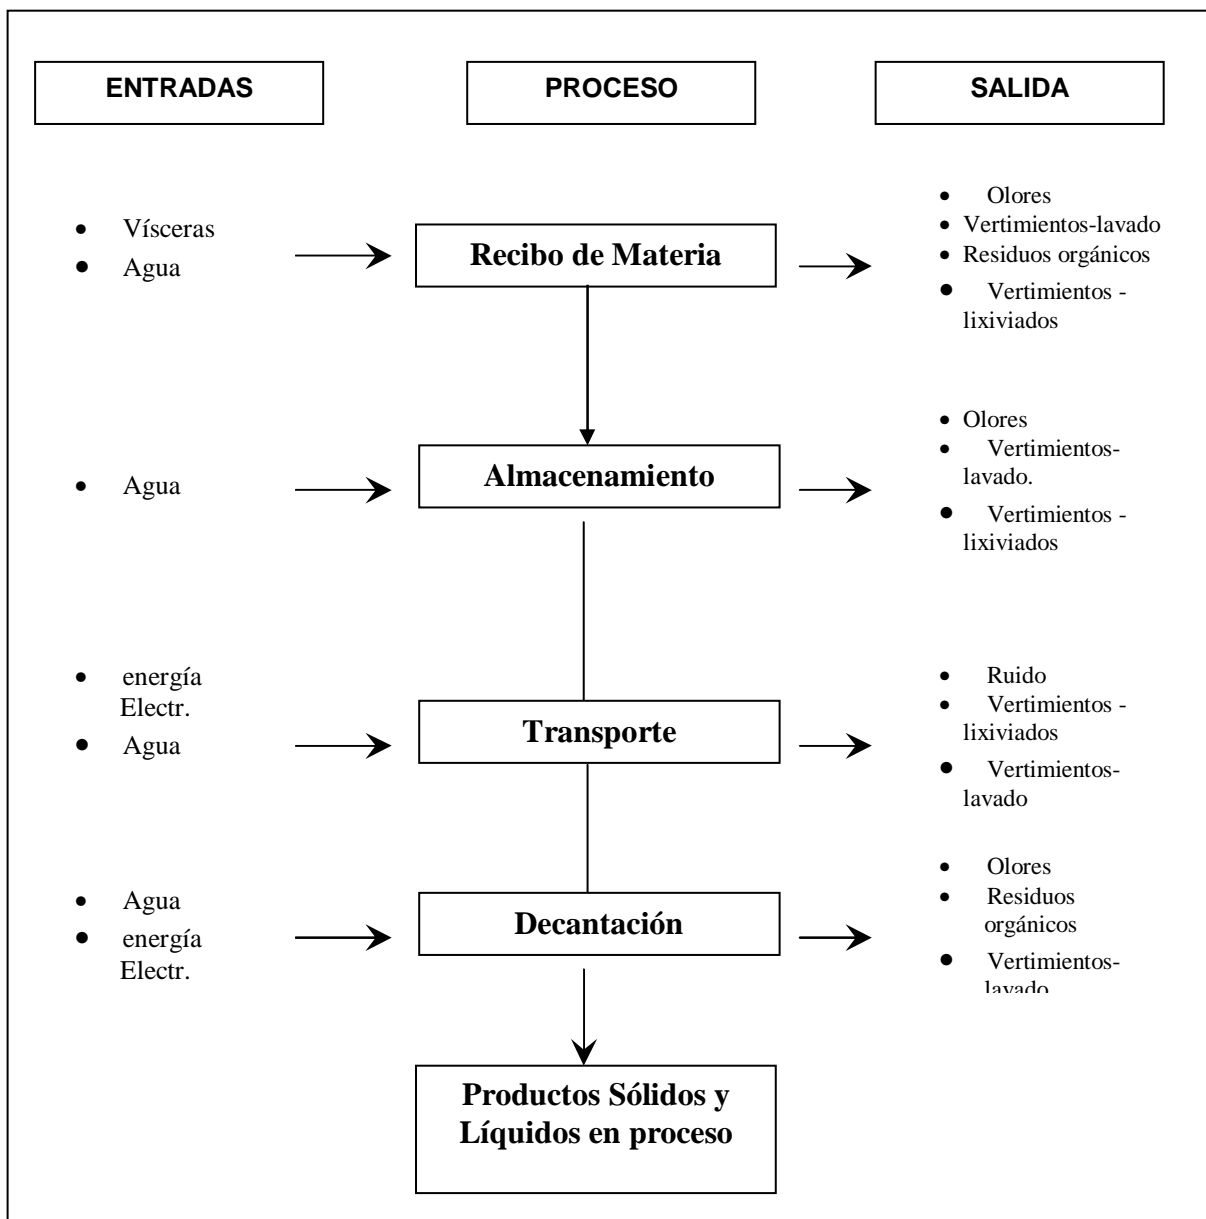 ENTRADAS
PROCESO
SALIDA
• Vísceras
• Agua
Recibo de Materia
• Olores
• Vertimientos-lavado
• Residuos orgánicos
• Vertimientos -
lixiviados
• Agua
Almacenamiento
• Olores
• Vertimientos-
lavado.
• Vertimientos -
lixiviados
• energía
Electr.
• Agua
Transporte
• Ruido
• Vertimientos -
lixiviados
• Vertimientos-
lavado
• Agua
• energía
Electr.
Decantación
• Olores
• Residuos
orgánicos
• Vertimientos-
lavado
Productos Sólidos y
Líquidos en proceso